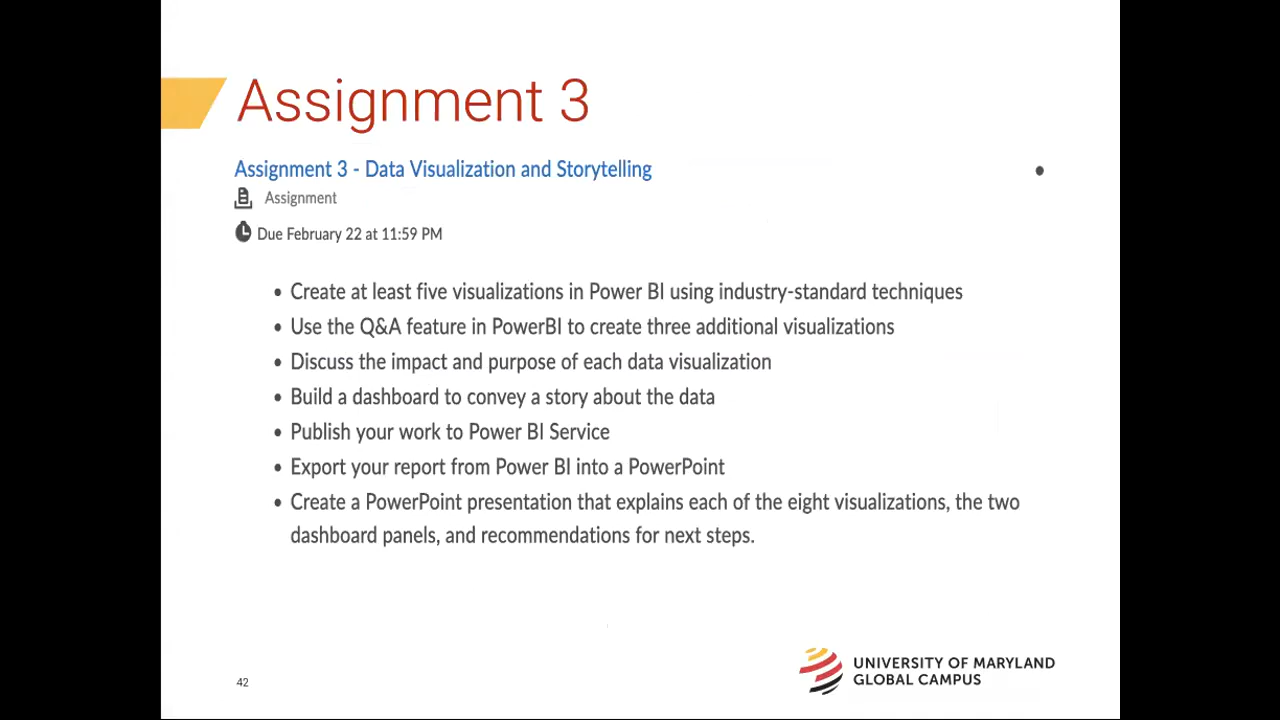 Assignment 3
Assignment 3 - Data Visualization and Storytelling
Assignment
Due February 22 at 11:59 PM
• Create at least five visualizations in Power BI using industry-standard techniques
• Use the Q&A feature in PowerBI to create three additional visualizations
• Discuss the impact and purpose of each data visualization
• Build a dashboard to convey a story about the data
• Publish your work to Power BI Service
• Export your report from Power BI into a PowerPoint
• Create a PowerPoint presentation that explains each of the eight visualizations, the two
dashboard panels, and recommendations for next steps.
42
UNIVERSITY OF MARYLAND
GLOBAL CAMPUS